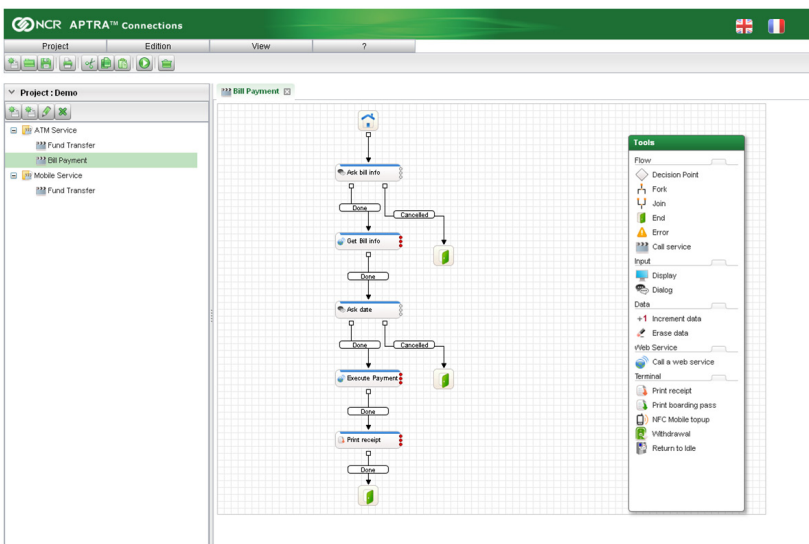 NCR APTRA™ Connections
Project Edition View ?
Project : Demo
ATM Service
Fund Transfer
Bill Payment
Mobile Service
Fund Transfer
Bill Payment
Ask bill info
Done
Cancelled
Get Bill info
Done
Ask date
Done
Cancelled
Execute Payment
Done
Print receipt
Done
Tools
Flow
Decision Point
Fork
Join
End
Error
Call service
Input
Display
Dialog
Data
+1 Increment data
Erase data
Web Service
Call a web service
Terminal
Print receipt
Print boarding pass
NFC Mobile topup
Withdrawal
Return to Idle